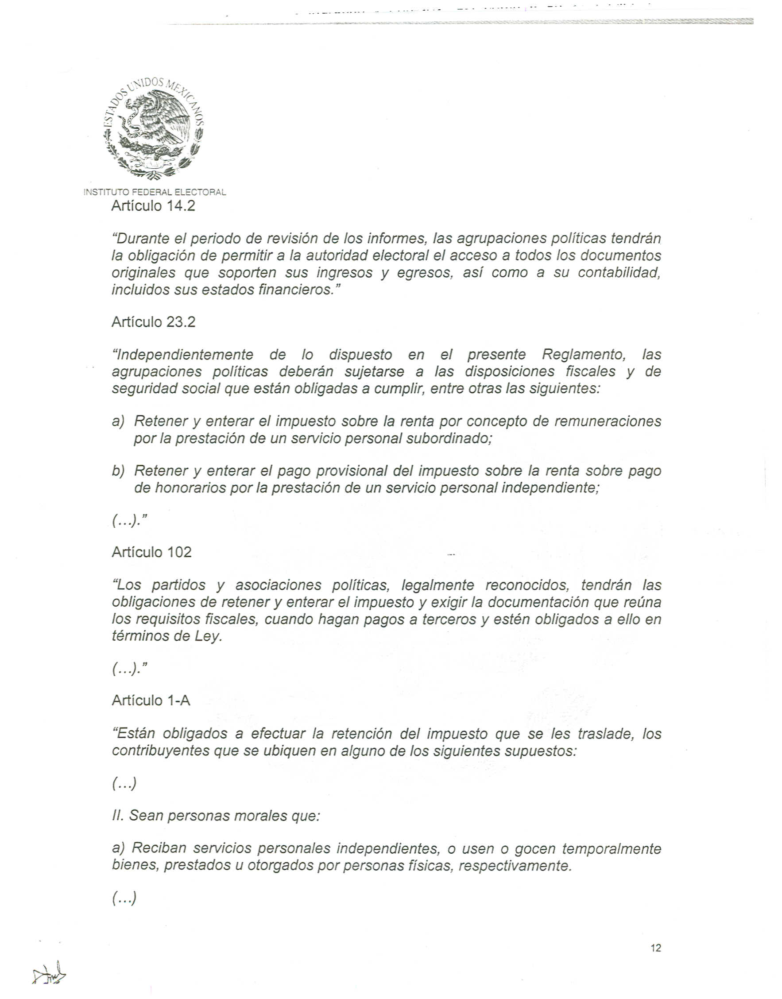 ESTADOS UNIDOS MEXICANOS
INSTITUTO FEDERAL ELECTORAL
Artículo 14.2
“Durante el periodo de revisión de los informes, las agrupaciones políticas tendrán
la obligación de permitir a la autoridad electoral el acceso a todos los documentos
originales que soporten sus ingresos y egresos, así como a su contabilidad,
incluidos sus estados financieros.”
Artículo 23.2
“Independientemente de lo dispuesto en el presente Reglamento, las
agrupaciones políticas deberán sujetarse a las disposiciones fiscales y de
seguridad social que están obligadas a cumplir, entre otras las siguientes:
a) Retener y enterar el impuesto sobre la renta por concepto de remuneraciones
por la prestación de un servicio personal subordinado;
b) Retener y enterar el pago provisional del impuesto sobre la renta sobre pago
de honorarios por la prestación de un servicio personal independiente;
(...).”
Artículo 102
“Los partidos y asociaciones políticas, legalmente reconocidos, tendrán las
obligaciones de retener y enterar el impuesto y exigir la documentación que reúna
los requisitos fiscales, cuando hagan pagos a terceros y estén obligados a ello en
términos de Ley.
(...).”
Artículo 1-A
“Están obligados a efectuar la retención del impuesto que se les traslade, los
contribuyentes que se ubiquen en alguno de los siguientes supuestos:
(...)
II. Sean personas morales que:
a) Reciban servicios personales independientes, o usen o gocen temporalmente
bienes, prestados u otorgados por personas físicas, respectivamente.
(...)
12